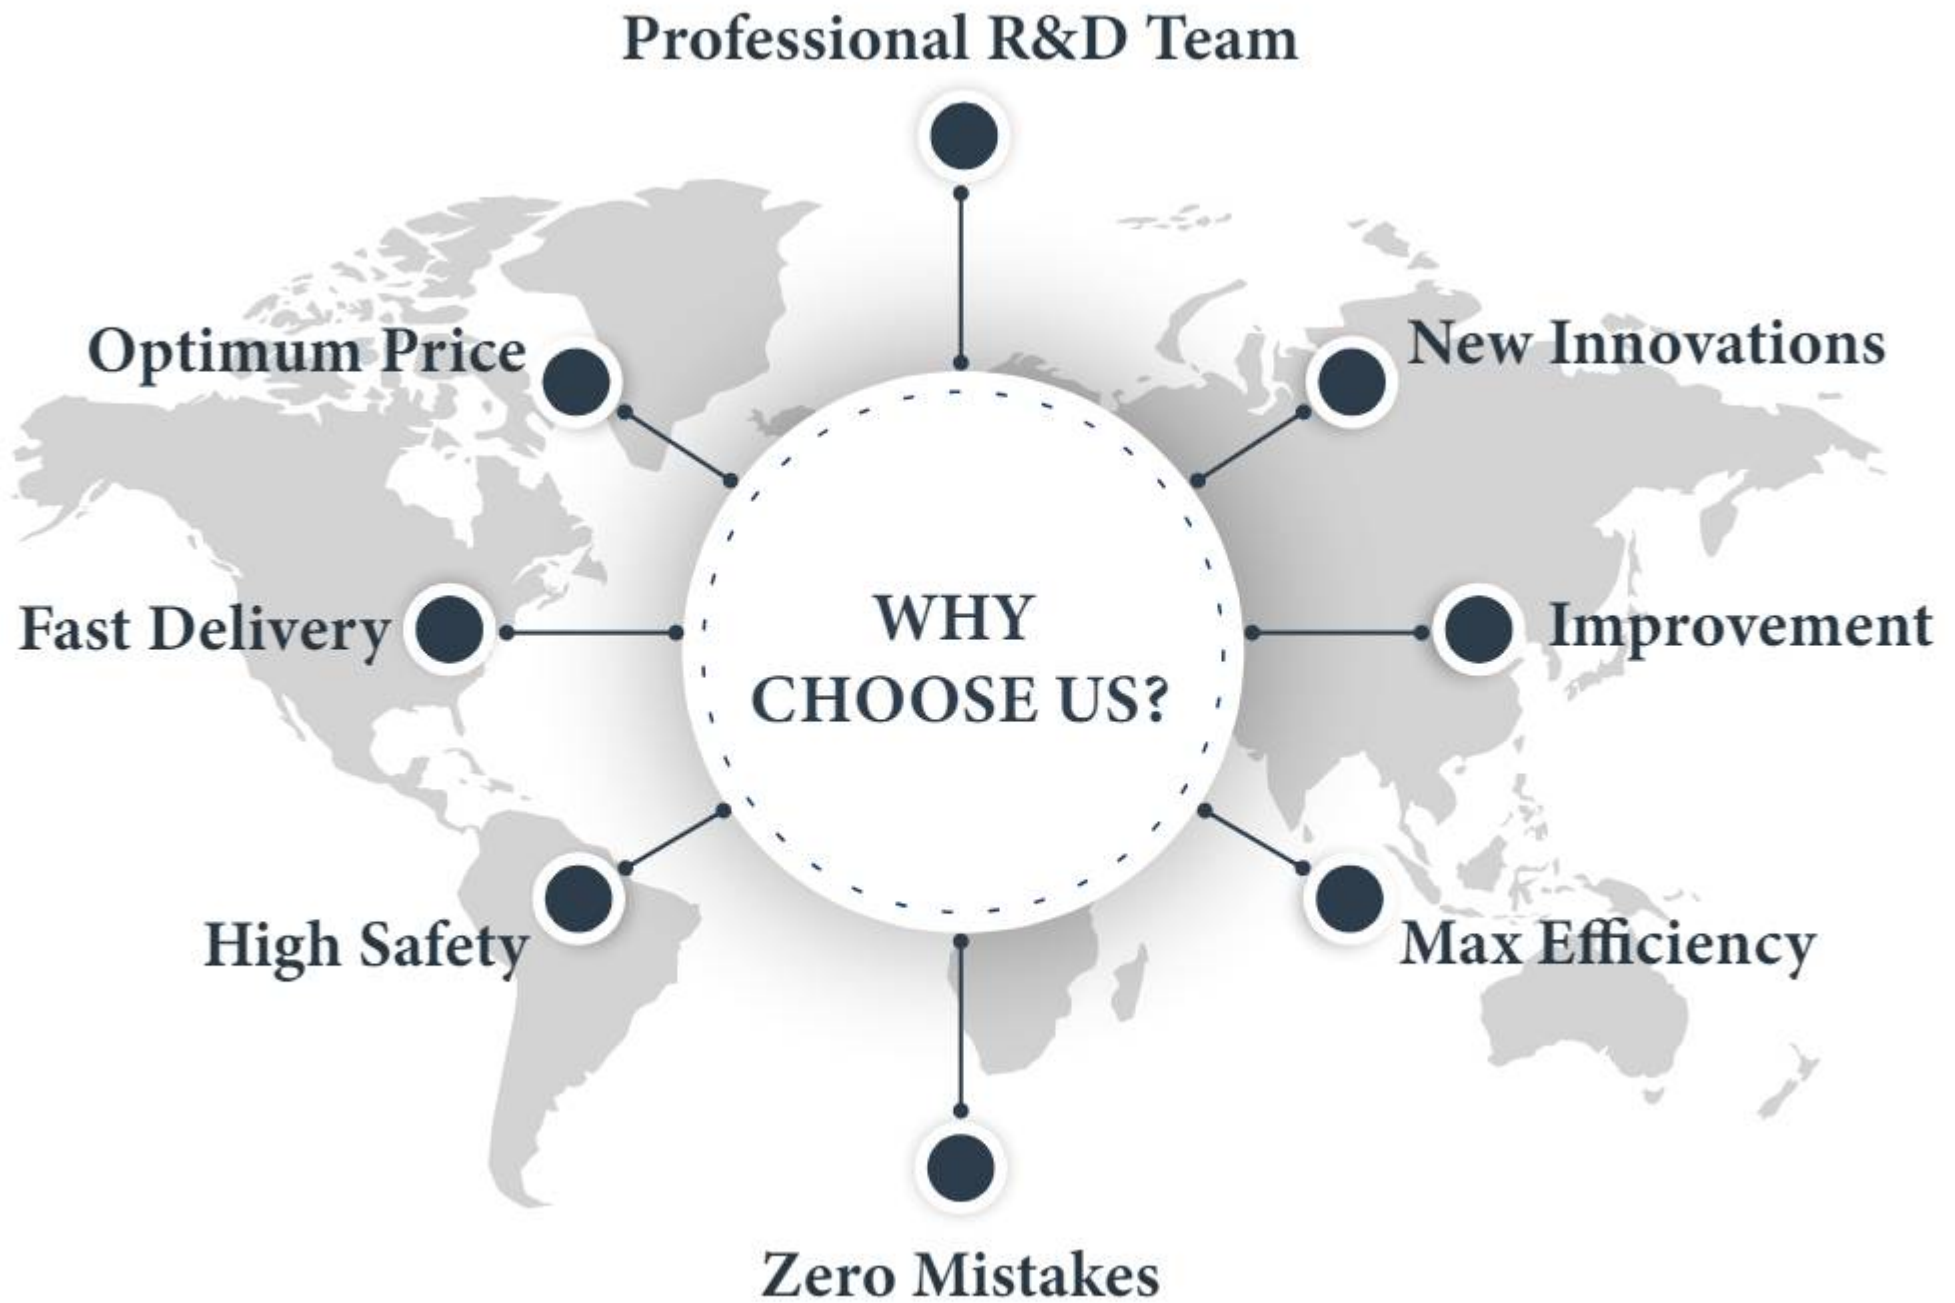 Professional R&D Team
Optimum Price
New Innovations
Fast Delivery
WHY
CHOOSE US?
Improvement
High Safety
Max Efficiency
Zero Mistakes